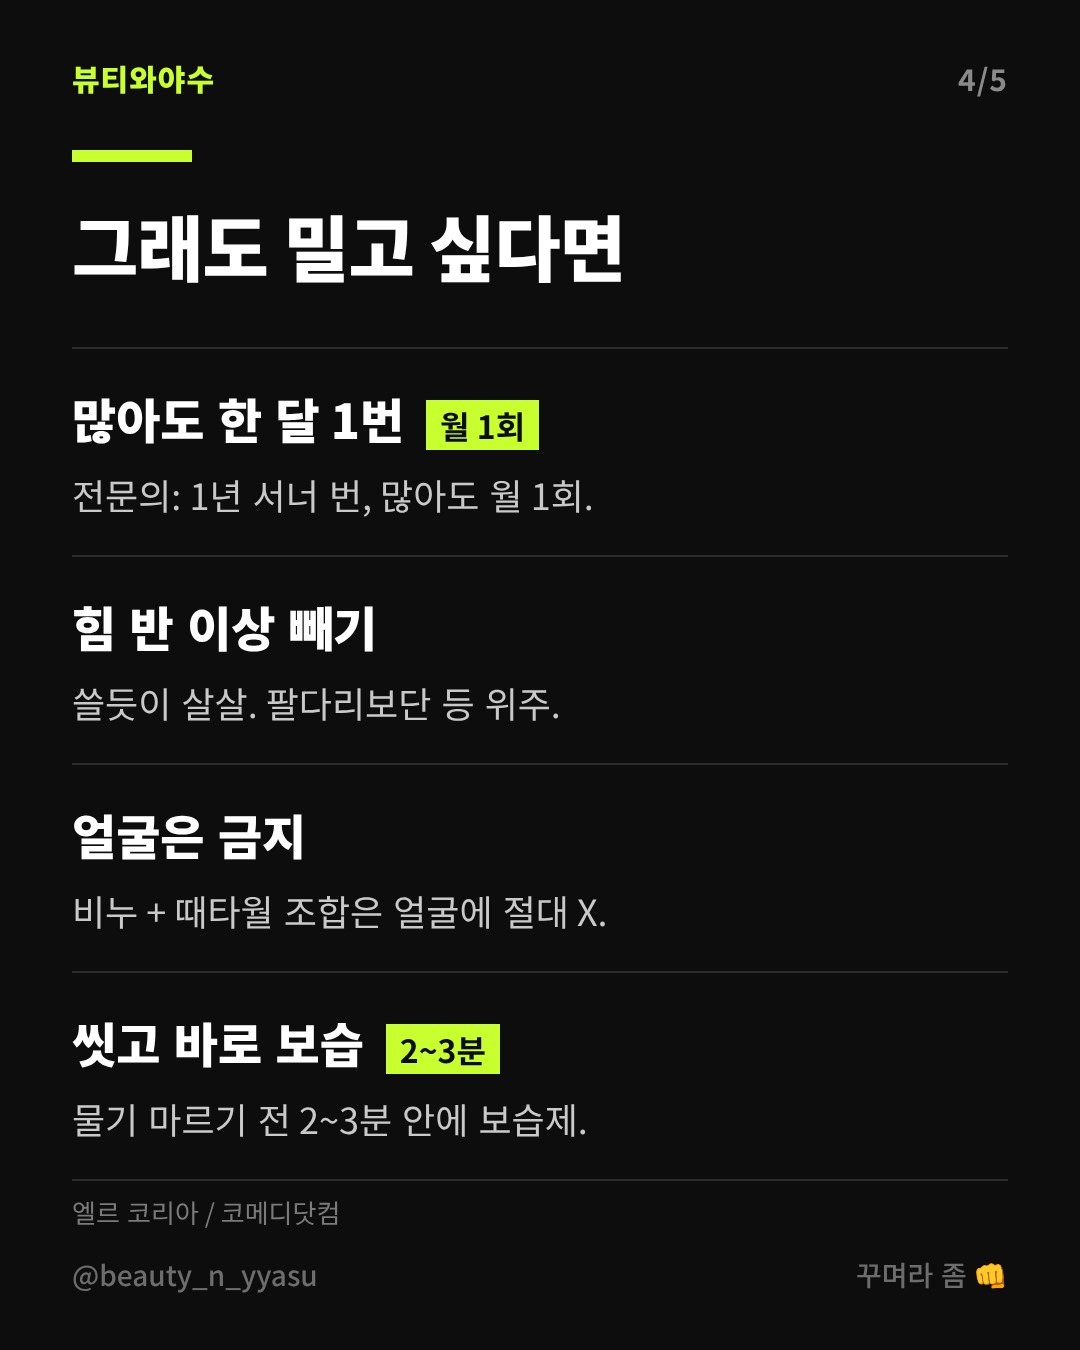 뷰티와야수
4/5
그래도 밀고 싶다면
많아도 한 달 1번 월 1회
전문의: 1년 서너 번, 많아도 월 1회.
힘 반 이상 빼기
쓸듯이 살살. 팔다리보단 등 위주.
얼굴은 금지
비누 + 때타월 조합은 얼굴에 절대 X.
씻고 바로 보습 2~3분
물기 마르기 전 2~3분 안에 보습제.
엘르 코리아 / 코메디닷컴
@beauty_n_yyasu
꾸며라 좀 👊